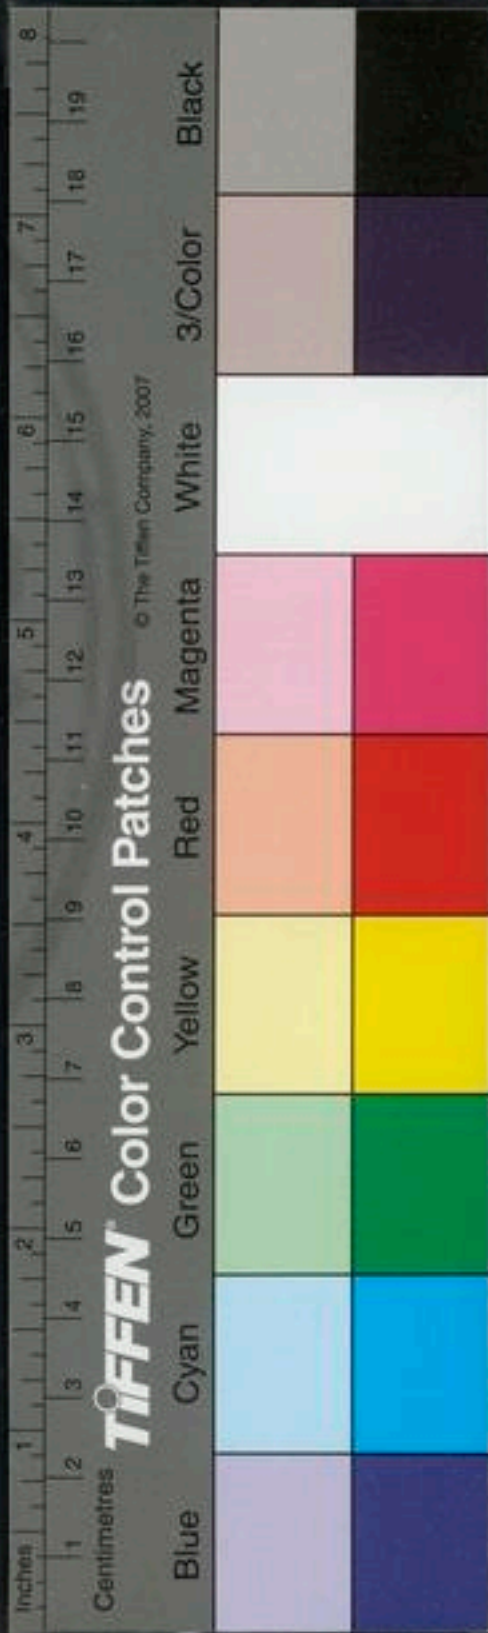 Inches 1 2 3 4 5 6 7 8
Centimetres 1 2 3 4 5 6 7 8 9 10 11 12 13 14 15 16 17 18 19
TIFFEN® Color Control Patches © The Tiffen Company, 2007
Blue Cyan Green Yellow Red Magenta White 3/Color Black